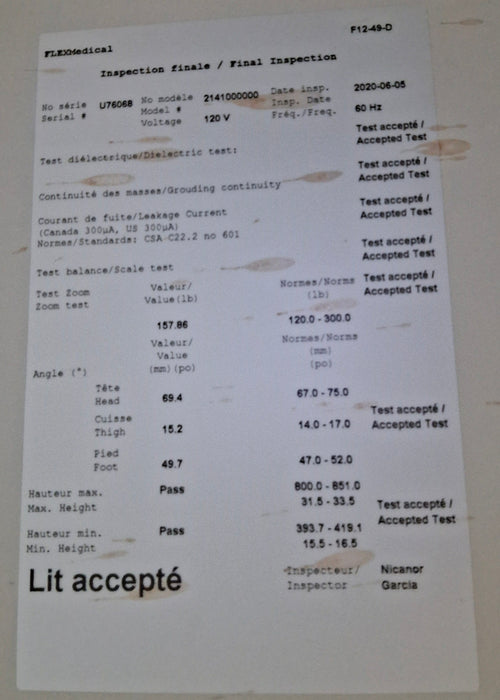 FLEXMedical
F12-49-D
Inspection finale / Final Inspection
No série U76068 No modèle 2141000000 Date insp. 2020-06-05
Serial # Model # Insp. Date
Voltage 120 V Fréq./Freq. 60 Hz
Test accepté /
Accepted Test
Test diélectrique/Dielectric test:
Test accepté /
Accepted Test
Continuité des masses/Grouding continuity
Test accepté /
Accepted Test
Courant de fuite/Leakage Current
(Canada 300µA, US 300µA)
Normes/Standards: CSA-C22.2 no 601
Test accepté /
Accepted Test
Test balance/Scale test
Test accepté /
Accepted Test
Test Zoom Valeur/ Normes/Norms
Zoom test Value(lb) (lb)
157.86 120.0 - 300.0
Valeur/ Normes/Norms
Value (mm)
(mm)(po) (po)
Angle (°)
Tête
Head 69.4 67.0 - 75.0
Cuisse
Thigh 15.2 14.0 - 17.0
Test accepté /
Accepted Test
Pied
Foot 49.7 47.0 - 52.0
Hauteur max. Pass 800.0 - 851.0
Max. Height 31.5 - 33.5
Test accepté /
Accepted Test
Hauteur min. Pass 393.7 - 419.1
Min. Height 15.5 - 16.5
Lit accepté
Inspecteur/ Nicanor
Inspector Garcia